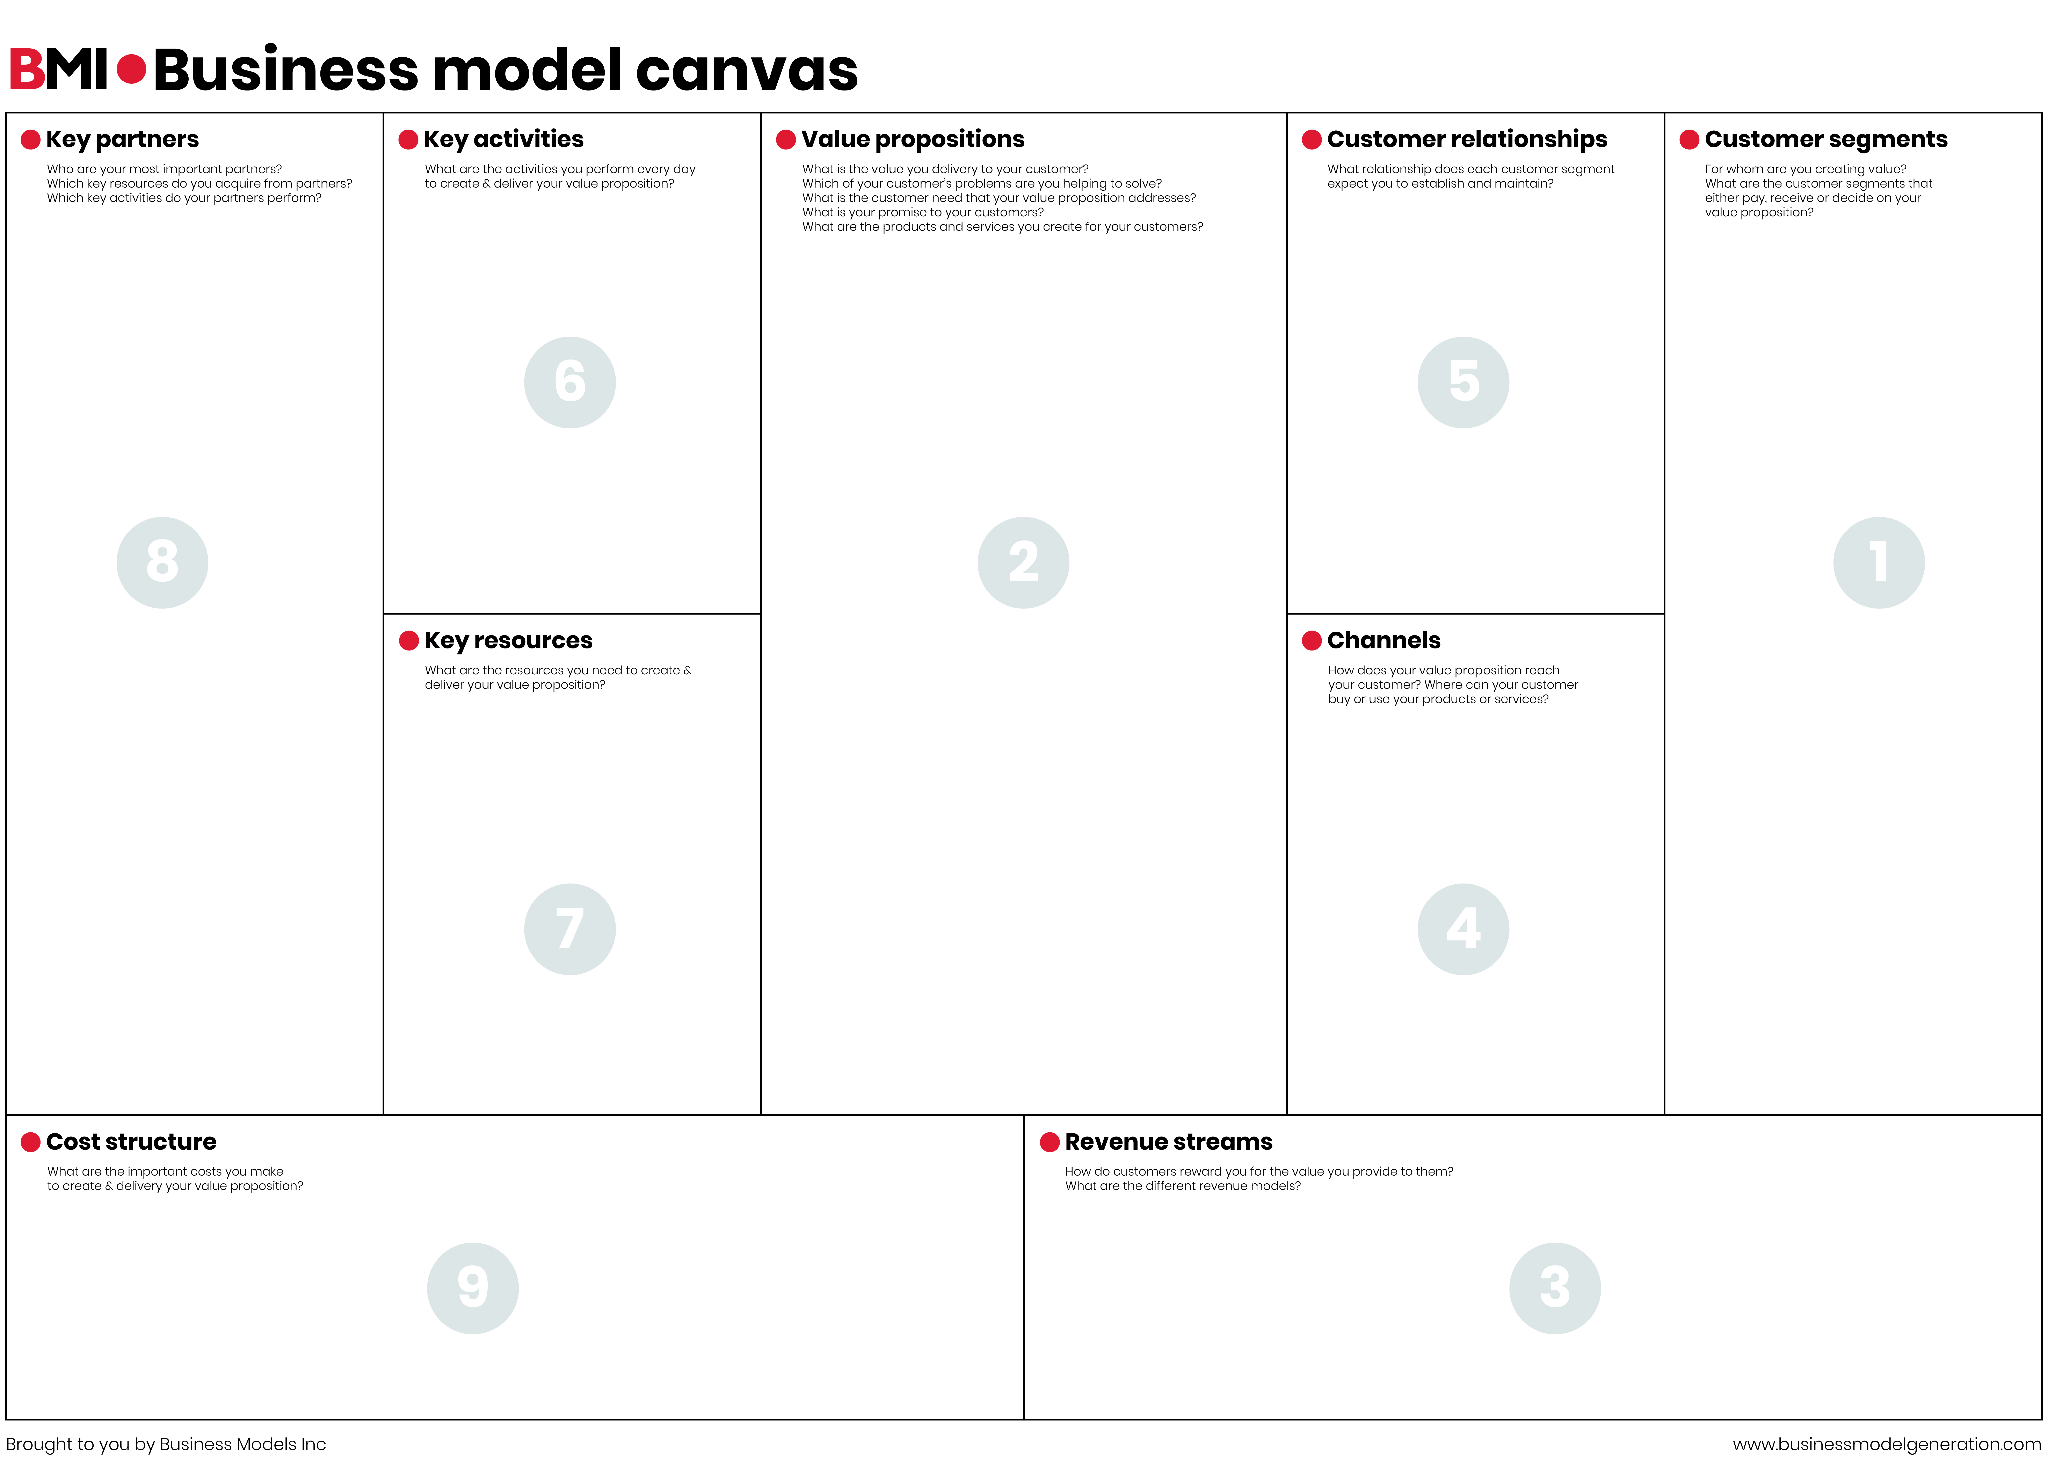 BMI Business model canvas
Key partners
Who are your most important partners?
Which key resources do you acquire from partners?
Which key activities do your partners perform?
8
Key activities
What are the activities you perform every day
to create & deliver your value proposition?
6
Key resources
What are the resources you need to create &
deliver your value proposition?
7
Value propositions
What is the value you delivery to your customer?
Which of your customer's problems are you helping to solve?
What is the customer need that your value proposition addresses?
What is your promise to your customers?
What are the products and services you create for your customers?
2
Customer relationships
What relationship does each customer segment
expect you to establish and maintain?
5
Channels
How does your value proposition reach
your customer? Where can your customer
buy or use your products or services?
4
Customer segments
For whom are you creating value?
What are the customer segments that
either pay, receive or decide on your
value proposition?
1
Cost structure
What are the important costs you make
to create & delivery your value proposition?
9
Revenue streams
How do customers reward you for the value you provide to them?
What are the different revenue models?
3
Brought to you by Business Models Inc
www.businessmodelgeneration.com